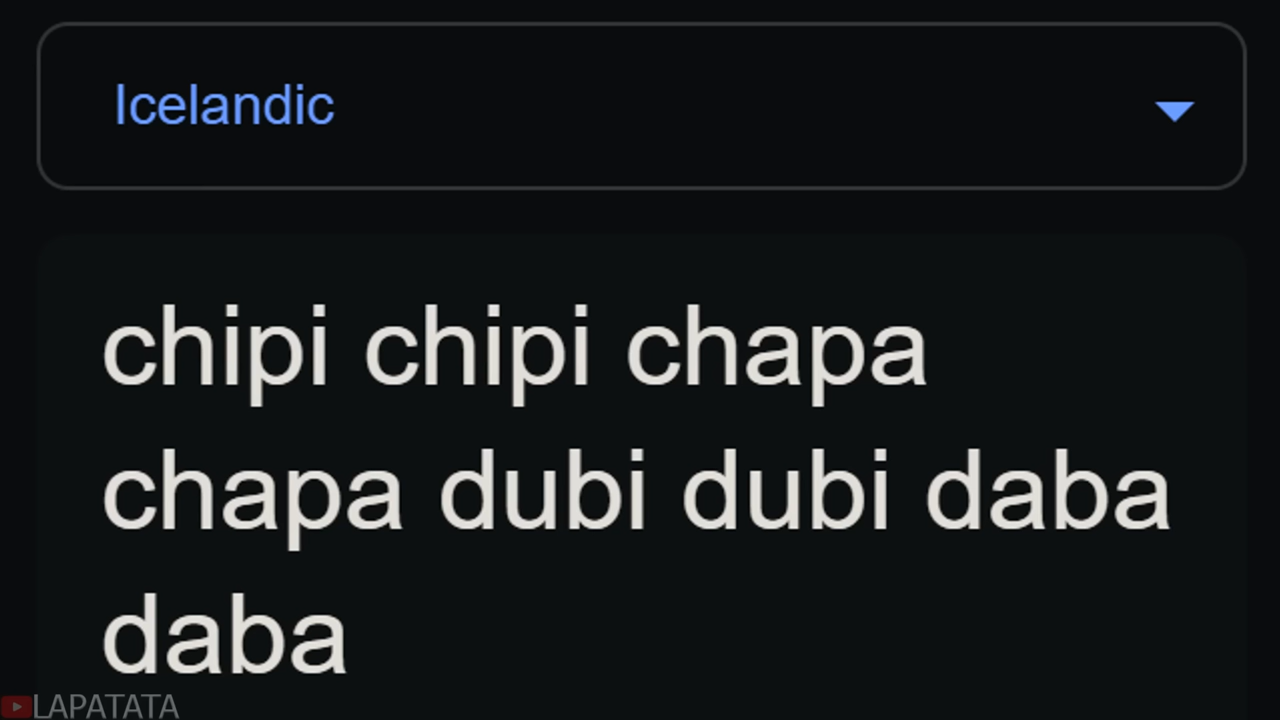 Icelandic
chipi chipi chapa
chapa dubi dubi daba
daba
LAPATATA